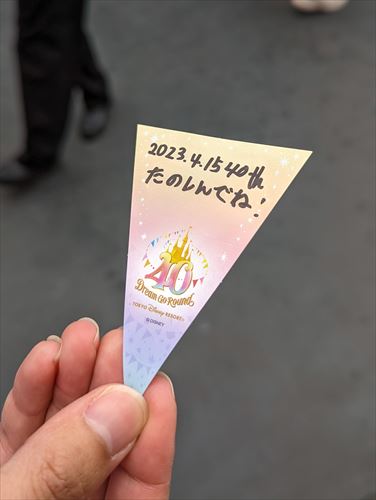 2023.4.15 40th
たのしんでね!
40
Dream Go Round
TOKYO Disney RESORT
©DISNEY